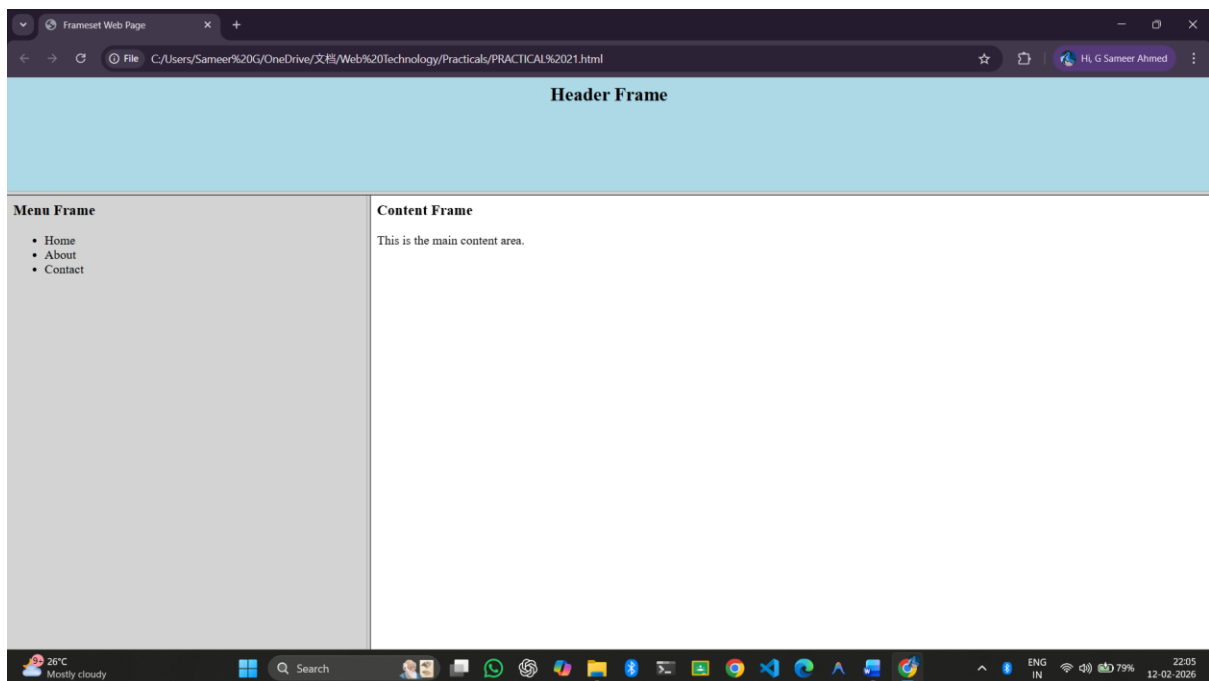 Frameset Web Page
File C:/Users/Sameer%20G/OneDrive/文档/Web%20Technology/Practicals/PRACTICAL%2021.html
Hi, G Sameer Ahmed
Header Frame
Menu Frame
Home
About
Contact
Content Frame
This is the main content area.
9+
26°C
Mostly cloudy
Search
ENG
IN
79%
22:05
12-02-2026